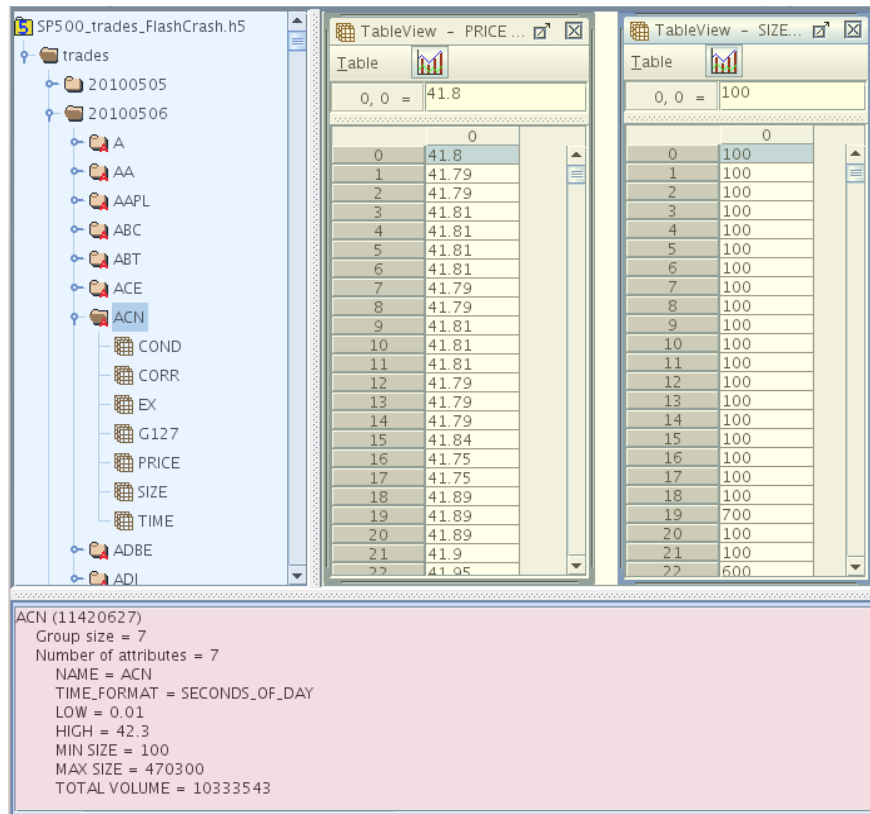 SP500_trades_FlashCrash.h5
trades
20100505
20100506
A
AA
AAPL
ABC
ABT
ACE
ACN
COND
CORR
EX
G127
PRICE
SIZE
TIME
ADBE
ADI
TableView - PRICE ...
Table
0, 0 = 41.8
0
0 41.8
1 41.79
2 41.79
3 41.81
4 41.81
5 41.81
6 41.81
7 41.79
8 41.79
9 41.81
10 41.81
11 41.81
12 41.79
13 41.79
14 41.79
15 41.84
16 41.75
17 41.75
18 41.89
19 41.89
20 41.89
21 41.9
22 41.95
TableView - SIZE...
Table
0, 0 = 100
0
0 100
1 100
2 100
3 100
4 100
5 100
6 100
7 100
8 100
9 100
10 100
11 100
12 100
13 100
14 100
15 100
16 100
17 100
18 100
19 700
20 100
21 100
22 600
ACN (11420627)
Group size = 7
Number of attributes = 7
NAME = ACN
TIME_FORMAT = SECONDS_OF_DAY
LOW = 0.01
HIGH = 42.3
MIN SIZE = 100
MAX SIZE = 470300
TOTAL VOLUME = 10333543